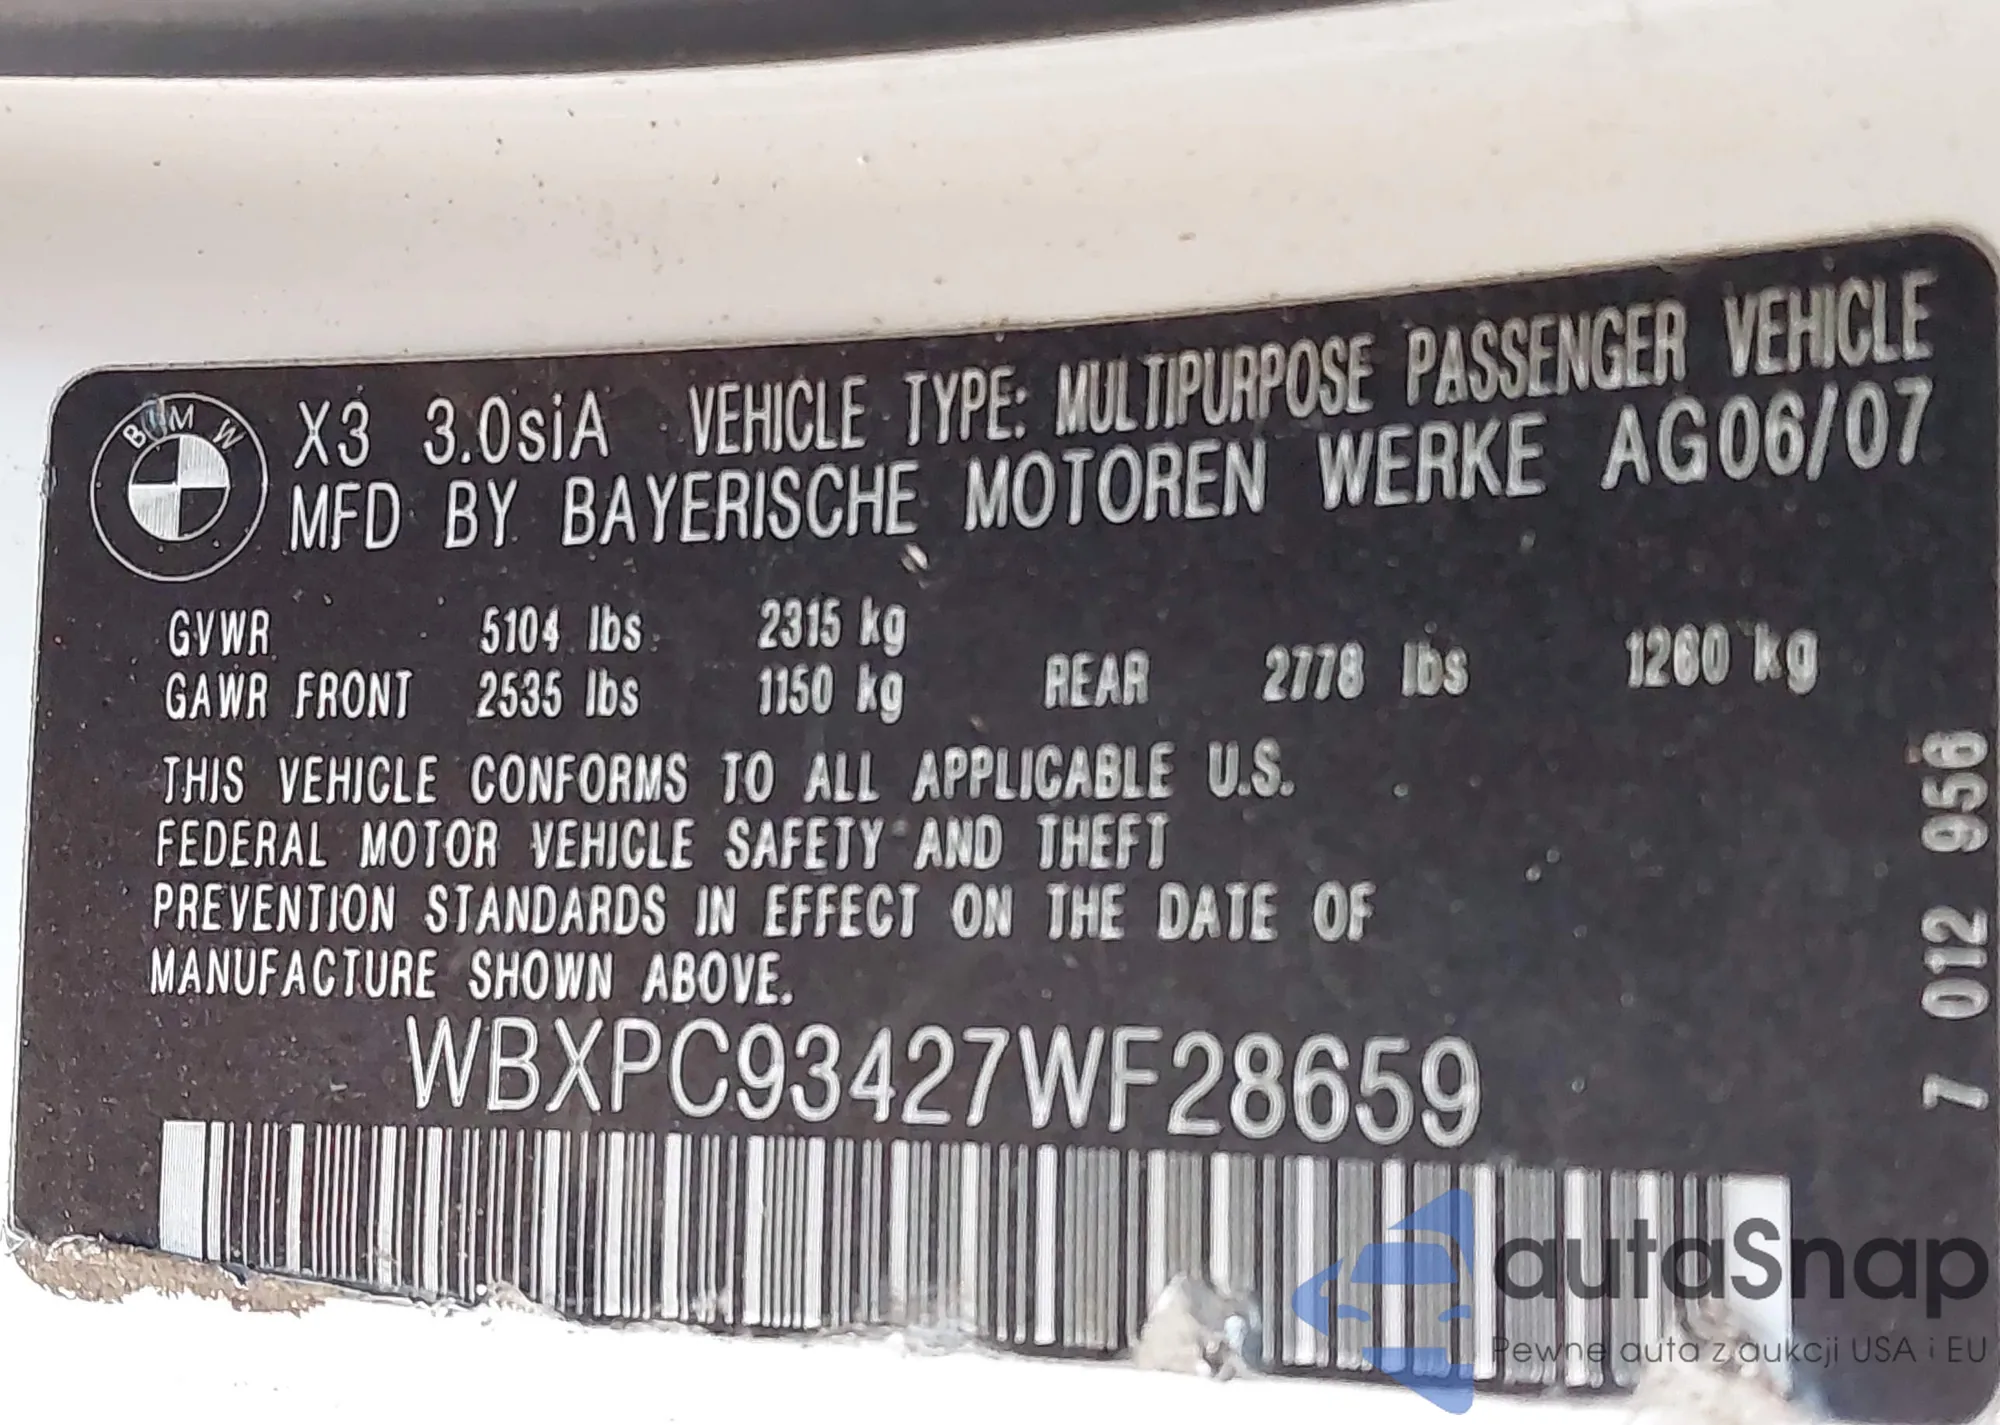 BMW
X3 3.0siA VEHICLE TYPE: MULTIPURPOSE PASSENGER VEHICLE
MFD BY BAYERISCHE MOTOREN WERKE AG06/07
GVWR 5104 lbs 2315 kg
GAWR FRONT 2535 lbs 1150 kg REAR 2778 lbs 1260 kg
THIS VEHICLE CONFORMS TO ALL APPLICABLE U.S.
FEDERAL MOTOR VEHICLE SAFETY AND THEFT
PREVENTION STANDARDS IN EFFECT ON THE DATE OF
MANUFACTURE SHOWN ABOVE.
WBXPC93427WF28659
7 012 956
autaSnap
Pewne auta z aukcji USA i EU